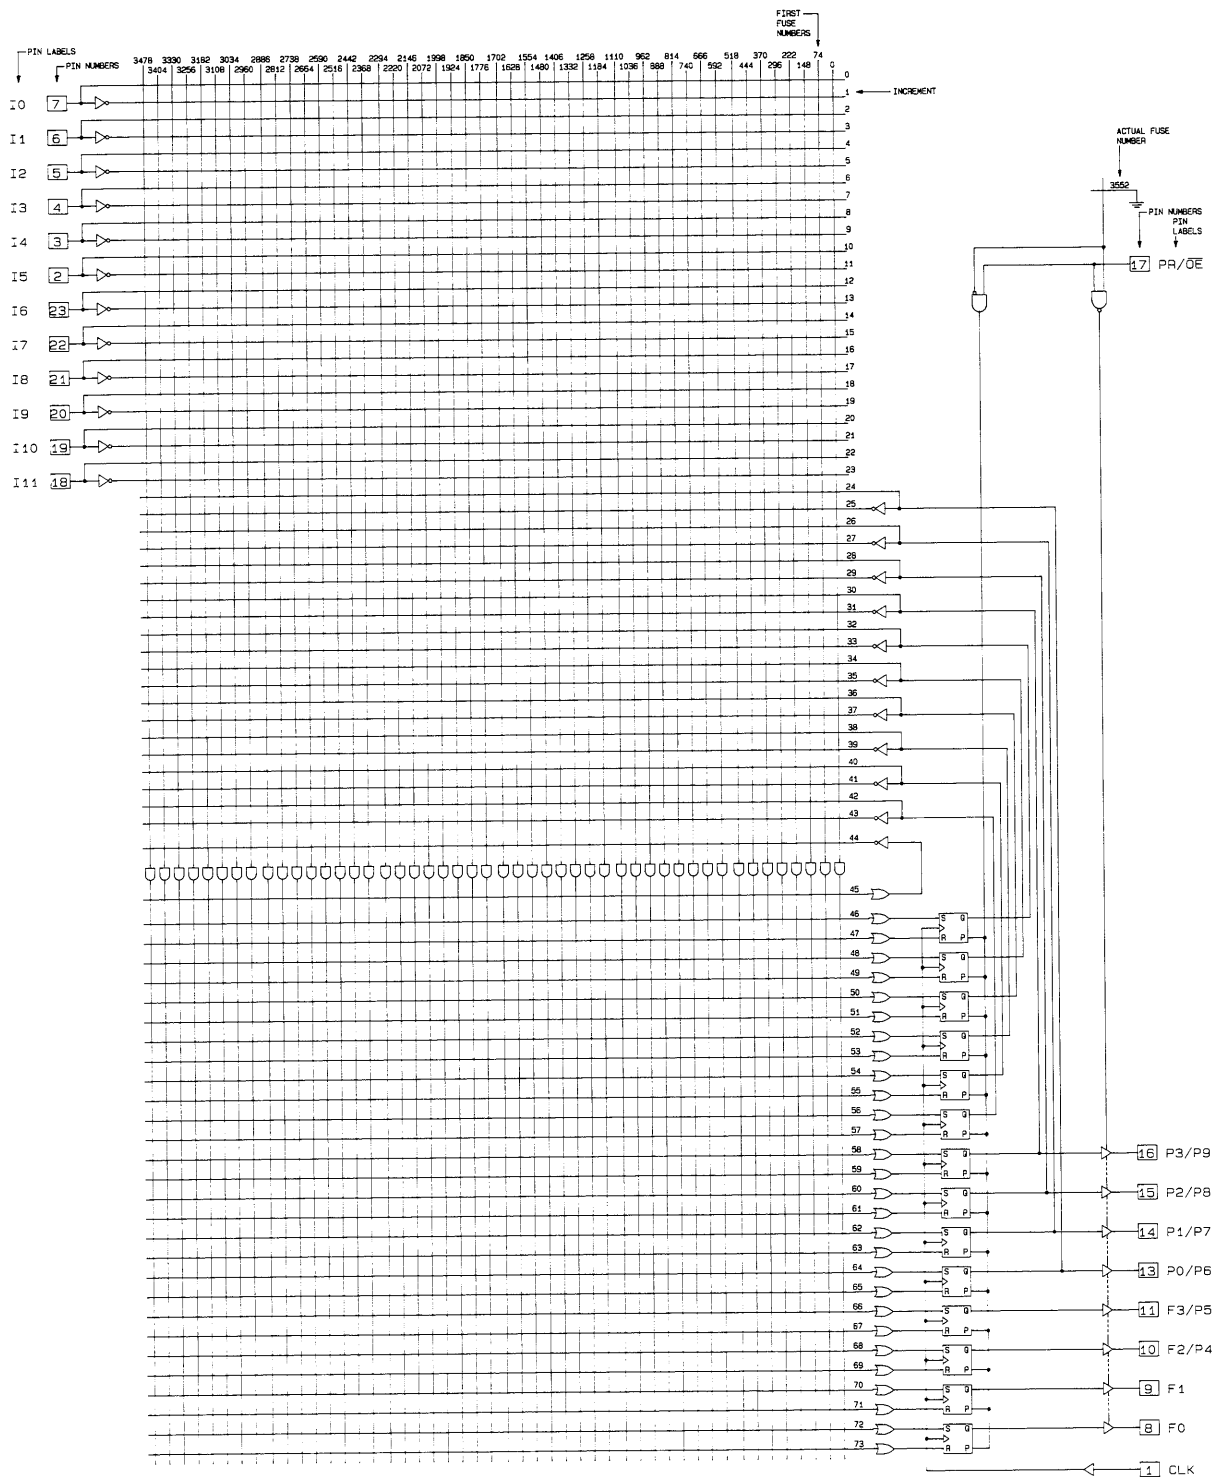 FIRST
FUSE
NUMBERS
PIN LABELS
PIN NUMBERS
3478 3330 3182 3034 2886 2738 2590 2442 2294 2146 1998 1850 1702 1554 1406 1258 1110 962 814 666 518 370 222 74
3404 3256 3108 2960 2812 2664 2516 2368 2220 2072 1924 1776 1628 1480 1332 1184 1036 888 740 592 444 296 148 0
0
I0 7 1 INCREMENT
2
I1 6 3
4
ACTUAL FUSE
NUMBER
I2 5 5
6
3552
I3 4 7
8
PIN NUMBERS
PIN
LABELS
I4 3 9
10
I5 2 11 17 PR/OE
12
I6 23 13
14
I7 22 15
16
I8 21 17
18
I9 20 19
20
I10 19 21
22
I11 18 23
24
25
26
27
28
29
30
31
32
33
34
35
36
37
38
39
40
41
42
43
44
45
46 S Q
47 R P
48 S Q
49 R P
50 S Q
51 R P
52 S Q
53 R P
54 S Q
55 R P
56 S Q
57 R P
58 S Q 16 P3/P9
59 R P
60 S Q 15 P2/P8
61 R P
62 S Q 14 P1/P7
63 R P
64 S Q 13 P0/P6
65 R P
66 S Q 11 F3/P5
67 R P
68 S Q 10 F2/P4
69 R P
70 S Q 9 F1
71 R P
72 S Q 8 F0
73 R P
1 CLK